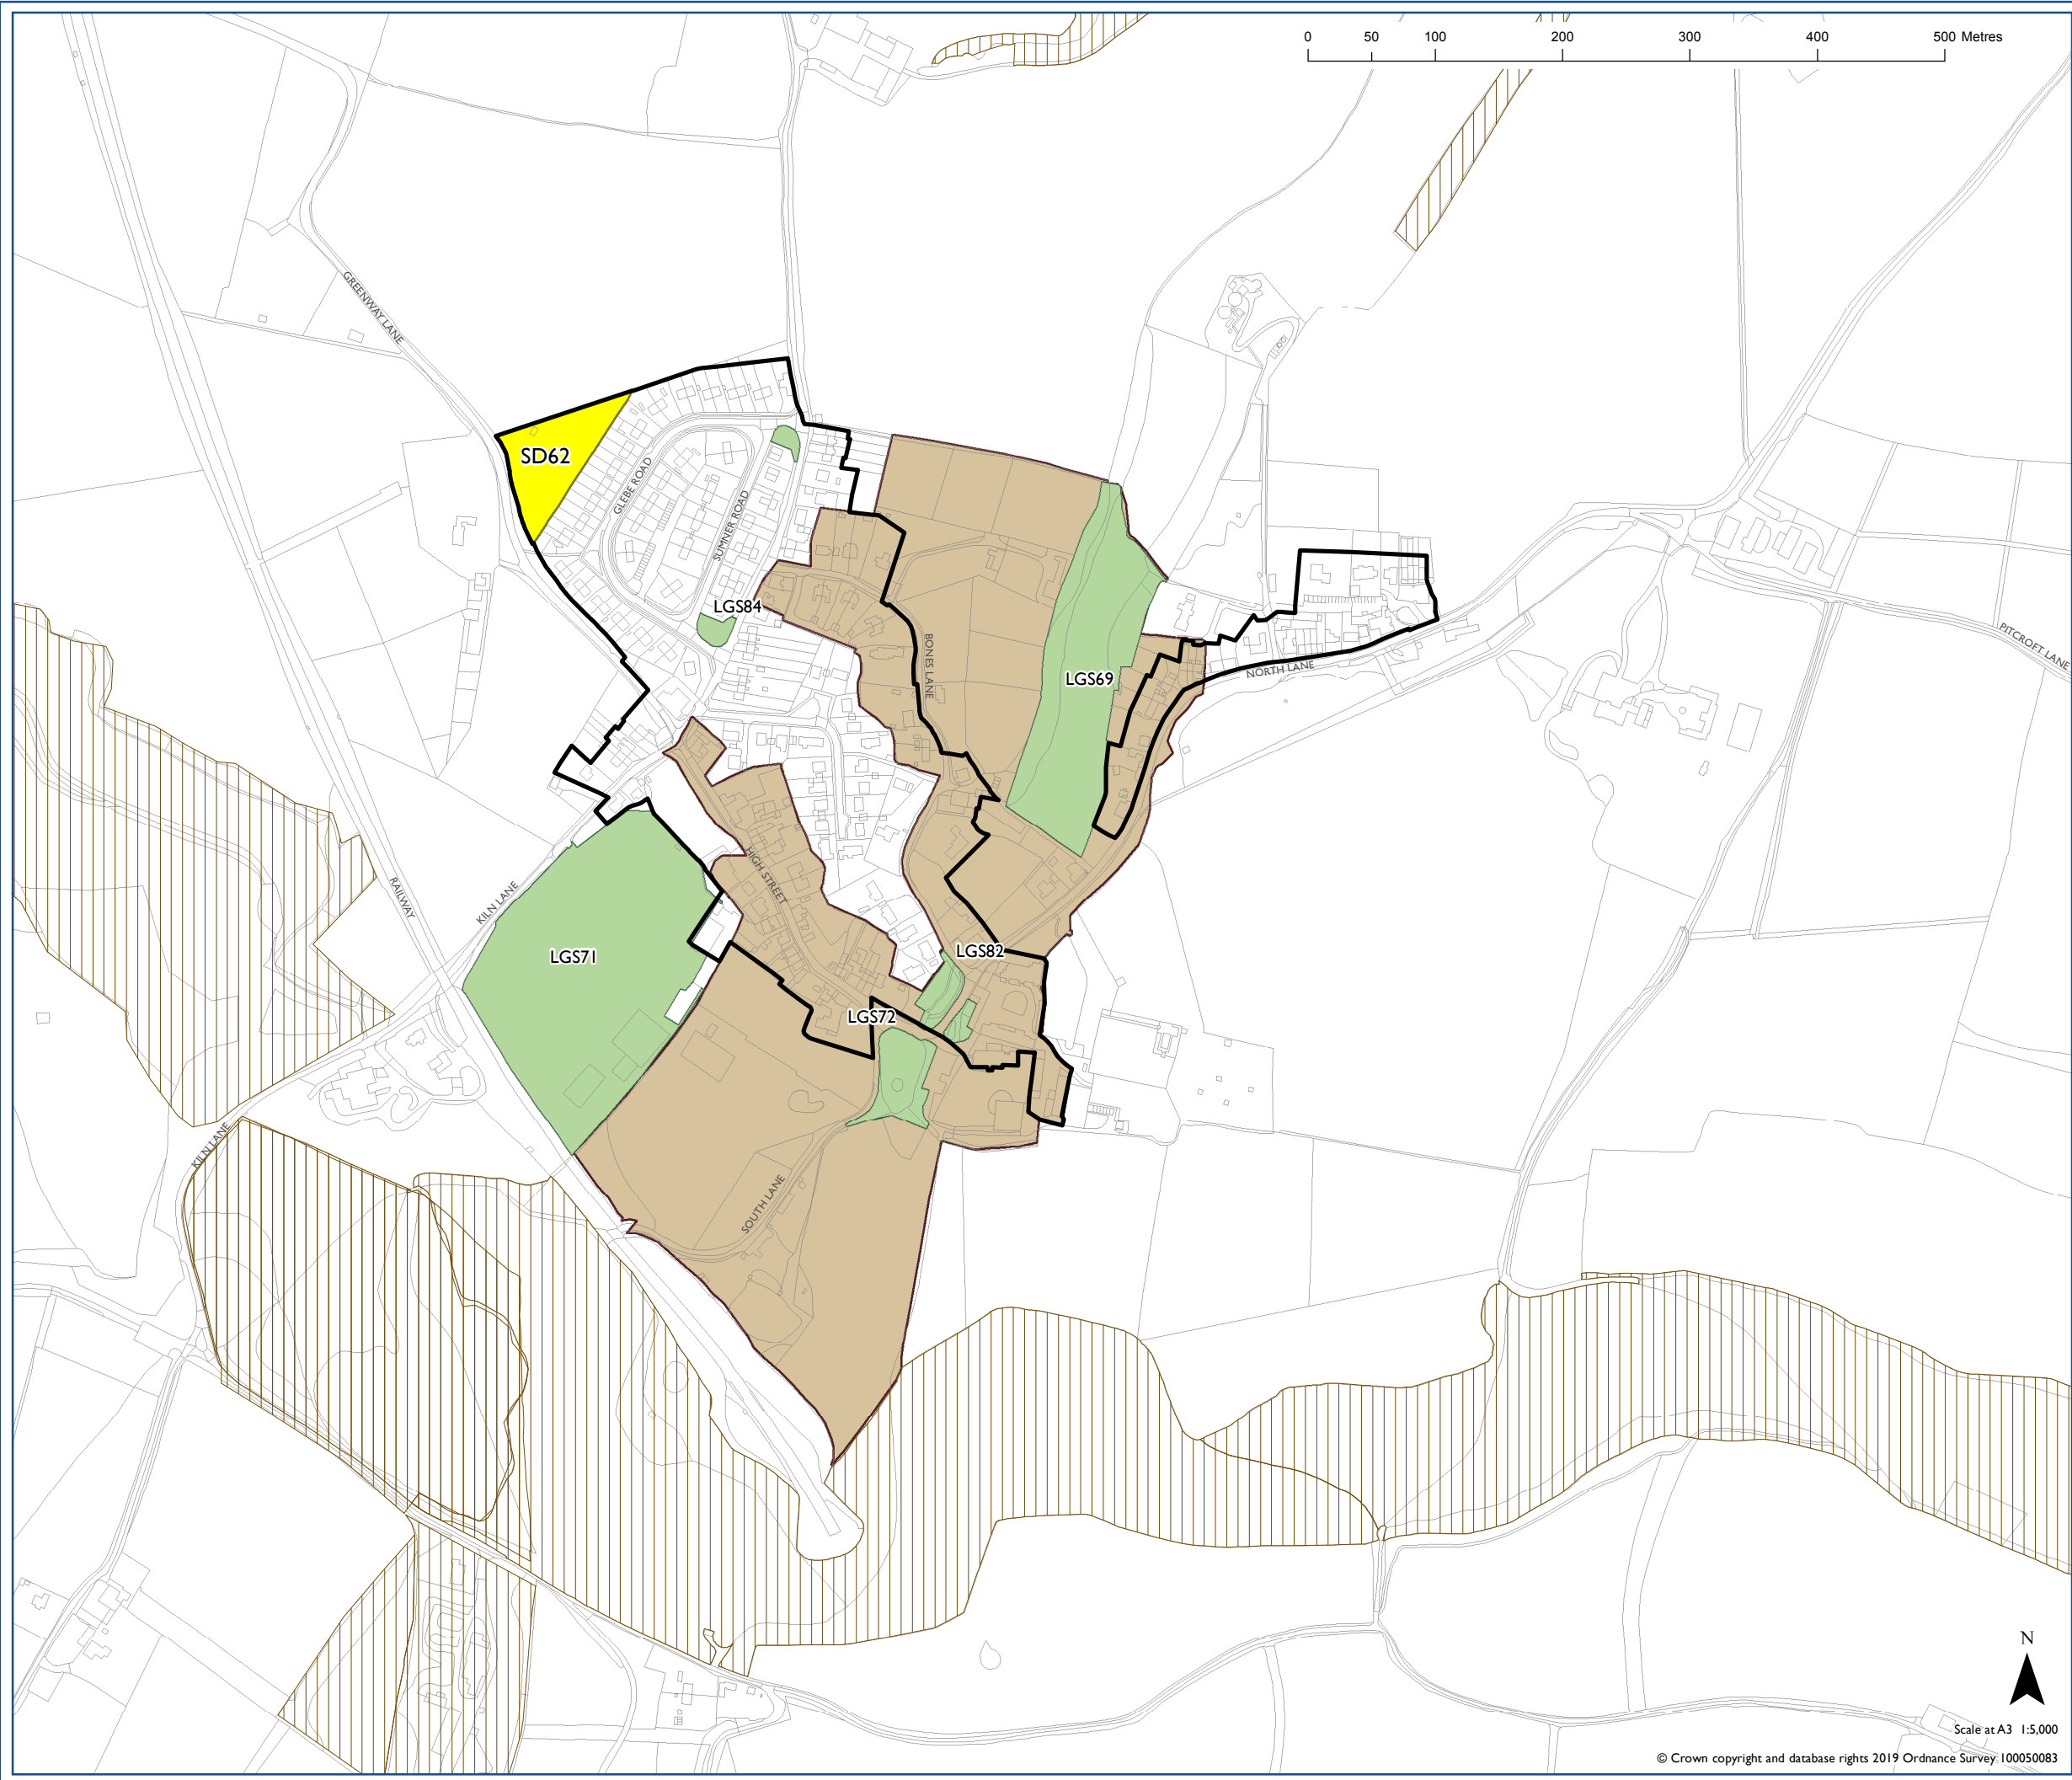 0 50 100 200 300 400 500 Metres
GREENWAY LANE
SD62
GLEBE ROAD
SUMNER ROAD
LGS84
BONES LANE
LGS69
NORTH LANE
PITCROFT LANE
HIGH STREET
RAILWAY
KILN LANE
LGS71
LGS82
LGS72
KILN LANE
SOUTH LANE
N
Scale at A3 1:5,000
© Crown copyright and database rights 2019 Ordnance Survey 100050083